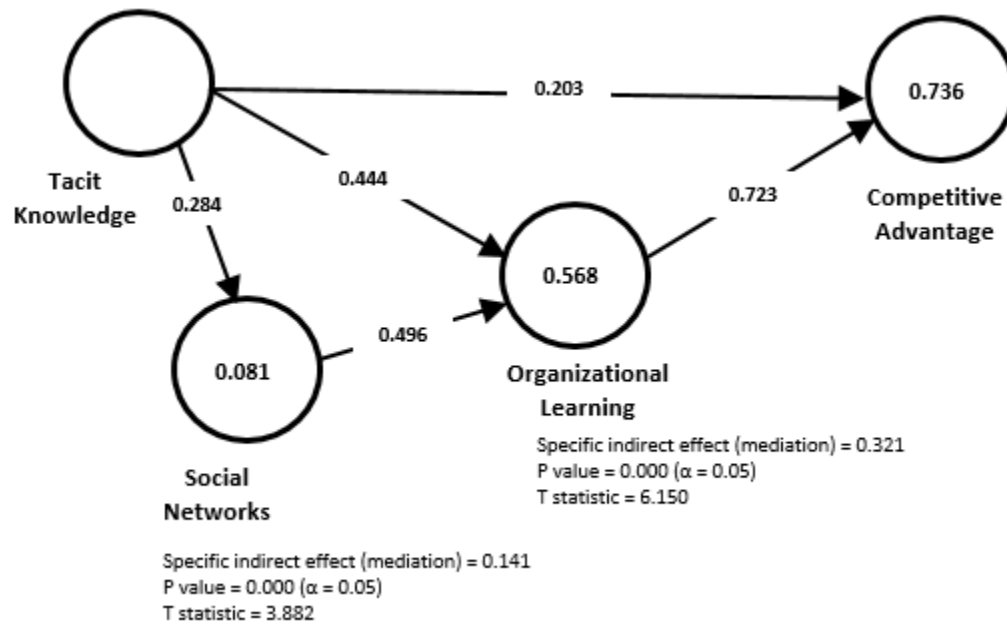 0.203
0.736
Tacit
Knowledge
0.284
0.444
0.723
Competitive
Advantage
0.568
0.496
0.081
Organizational
Learning
Specific indirect effect (mediation) = 0.321
P value = 0.000 (α = 0.05)
T statistic = 6.150
Social
Networks
Specific indirect effect (mediation) = 0.141
P value = 0.000 (α = 0.05)
T statistic = 3.882